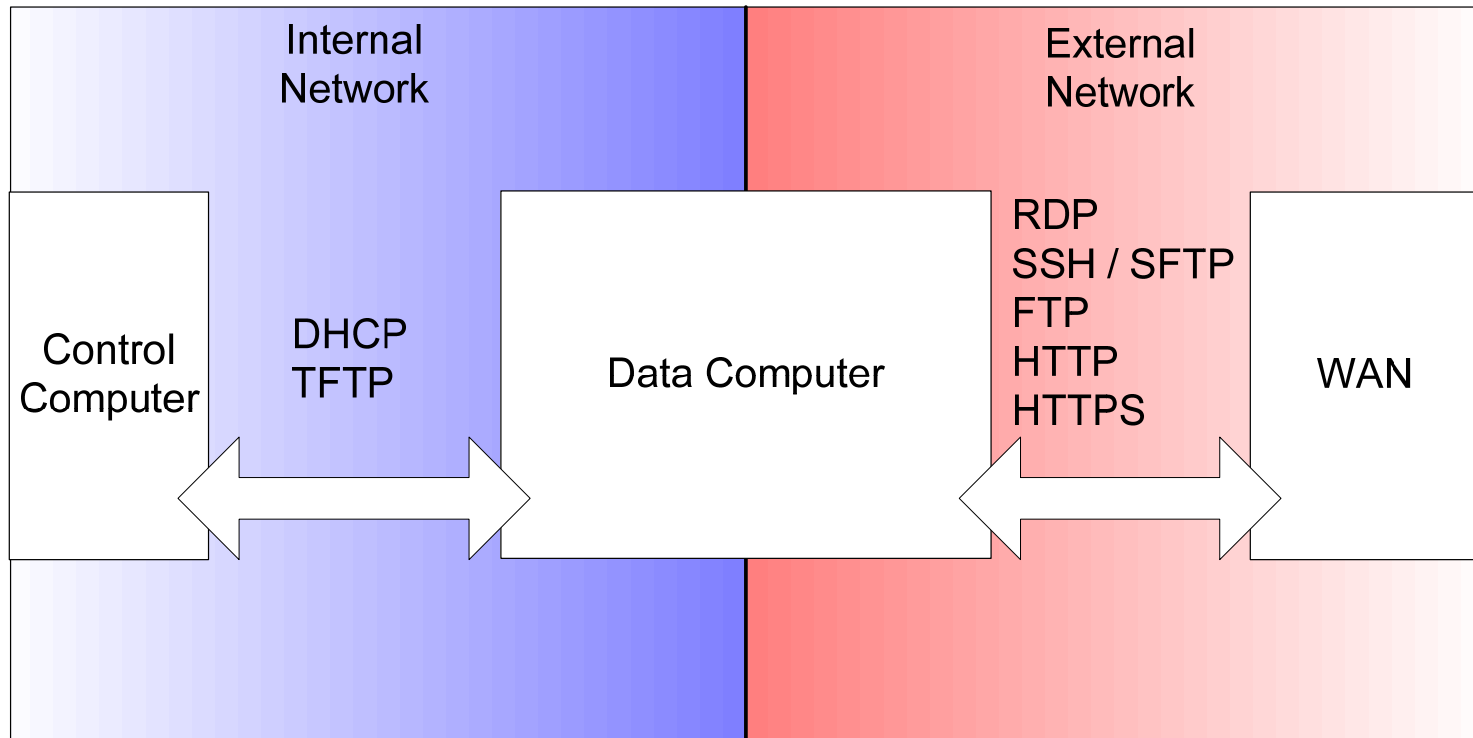 Internal
Network
External
Network
Control
Computer
DHCP
TFTP
Data Computer
RDP
SSH / SFTP
FTP
HTTP
HTTPS
WAN